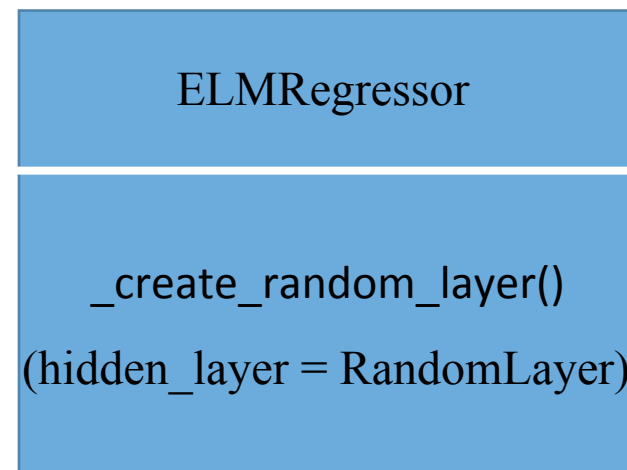 ELMRegressor
_create_random_layer()
(hidden_layer = RandomLayer)